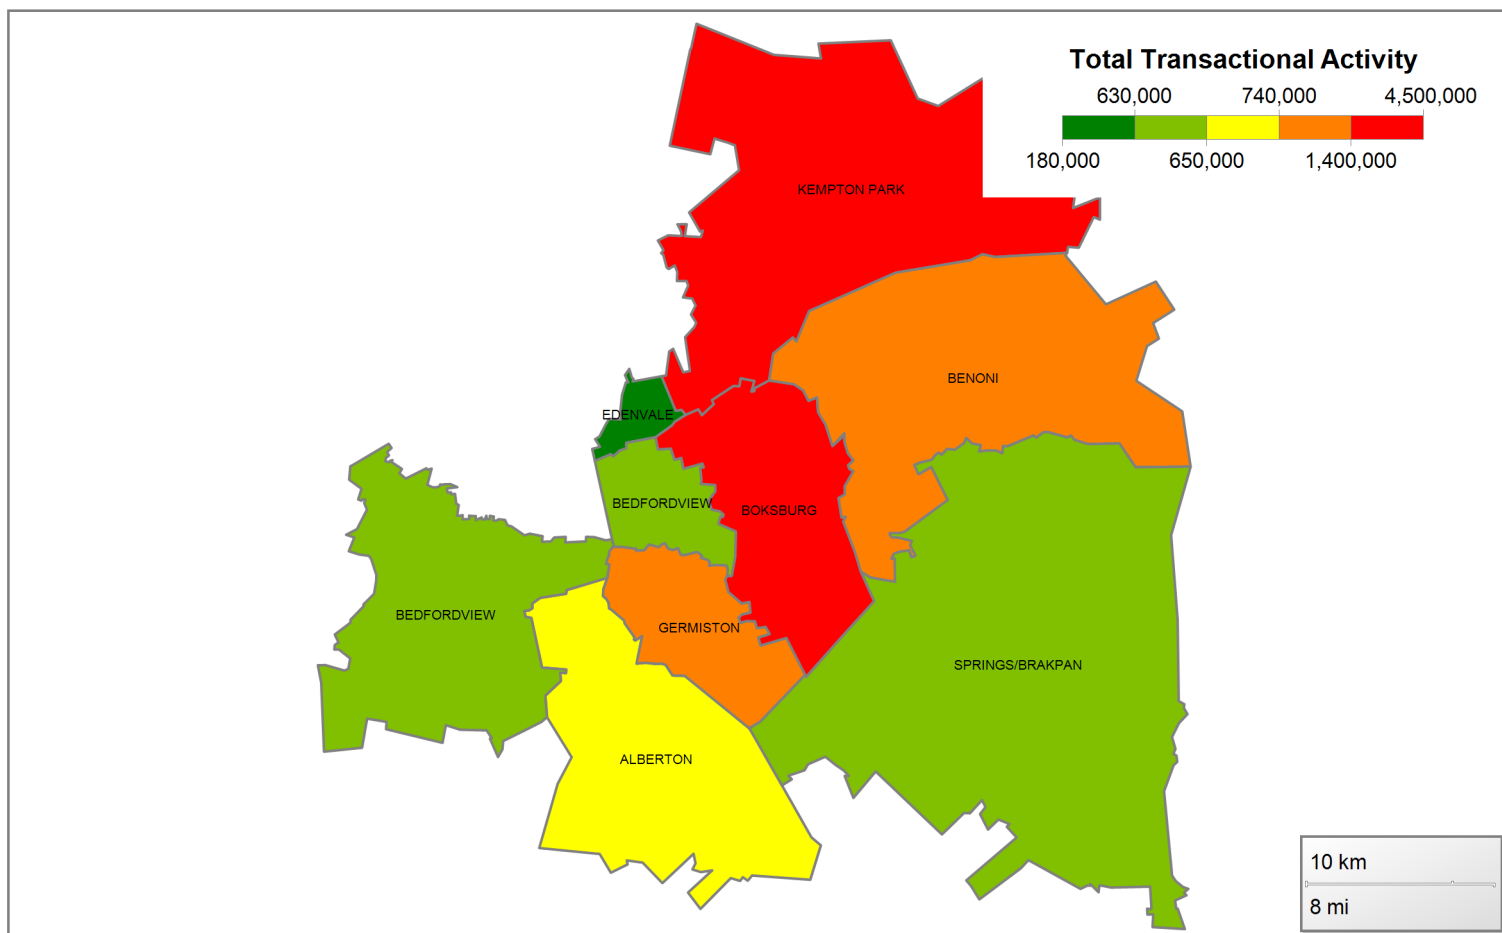 Total Transactional Activity
630,000 740,000 4,500,000
180,000 650,000 1,400,000
KEMPTON PARK
BENONI
EDENVALE
BEDFORDVIEW
BOKSBURG
BEDFORDVIEW
GERMISTON
SPRINGS/BRAKPAN
ALBERTON
10 km
8 mi